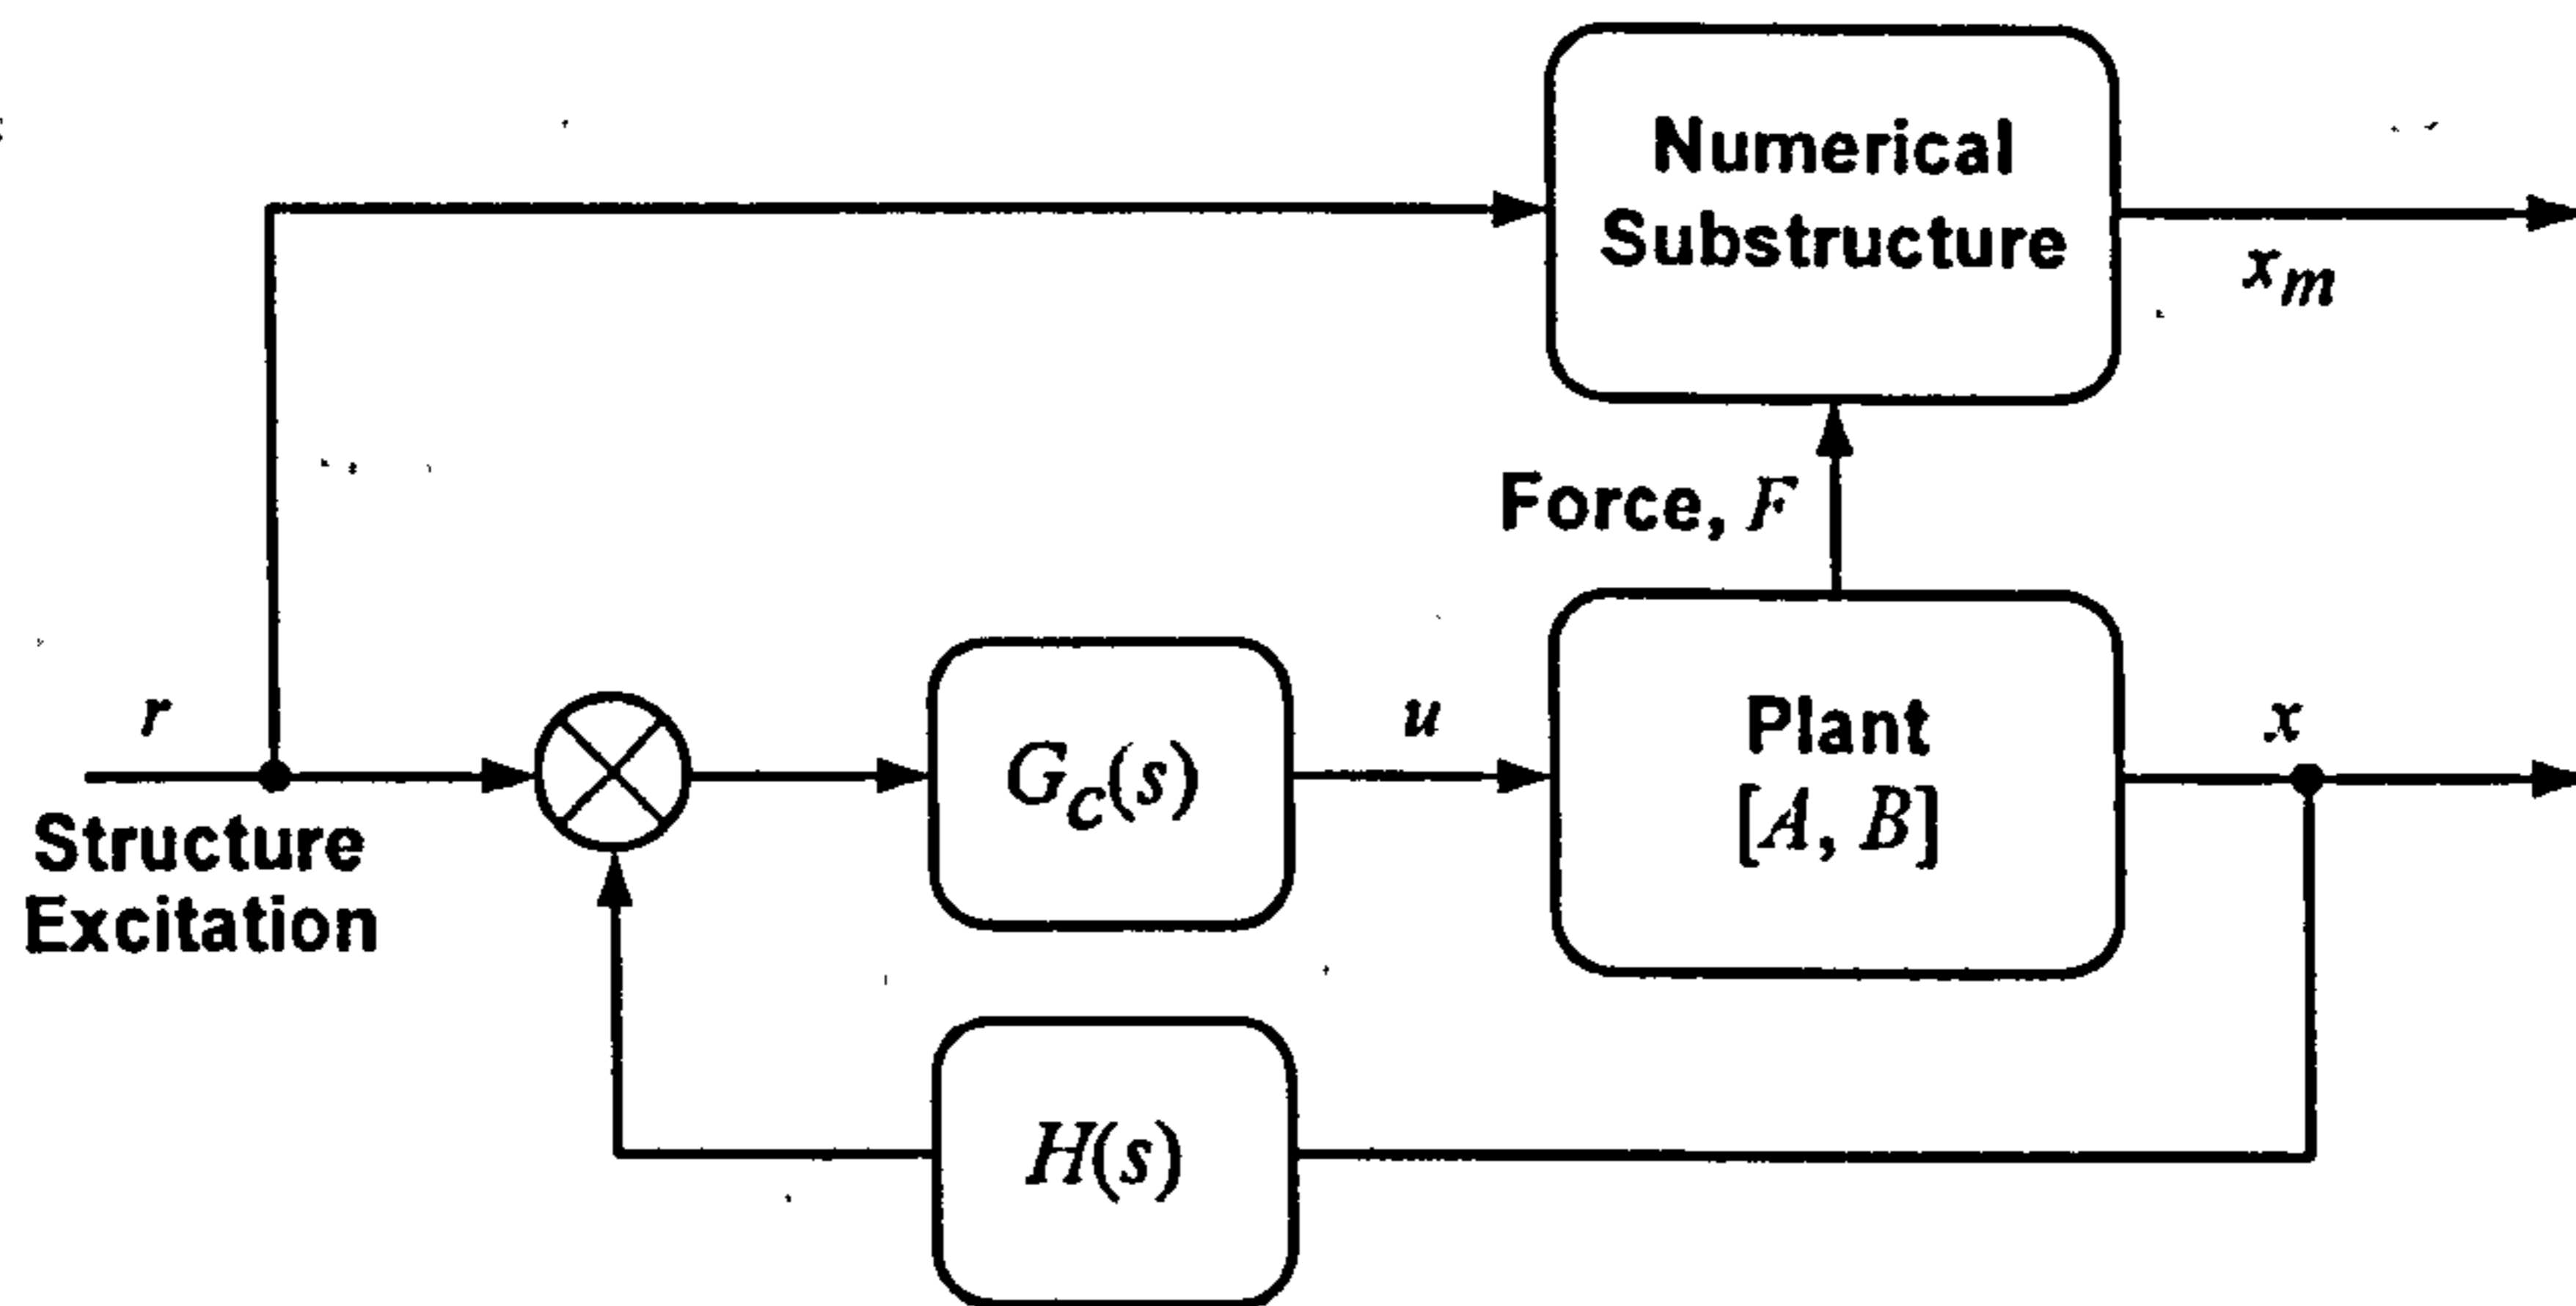 Numerical
Substructure
x_m
Force, F
r
Structure
Excitation
G_c(s)
u
Plant
[A, B]
x
H(s)